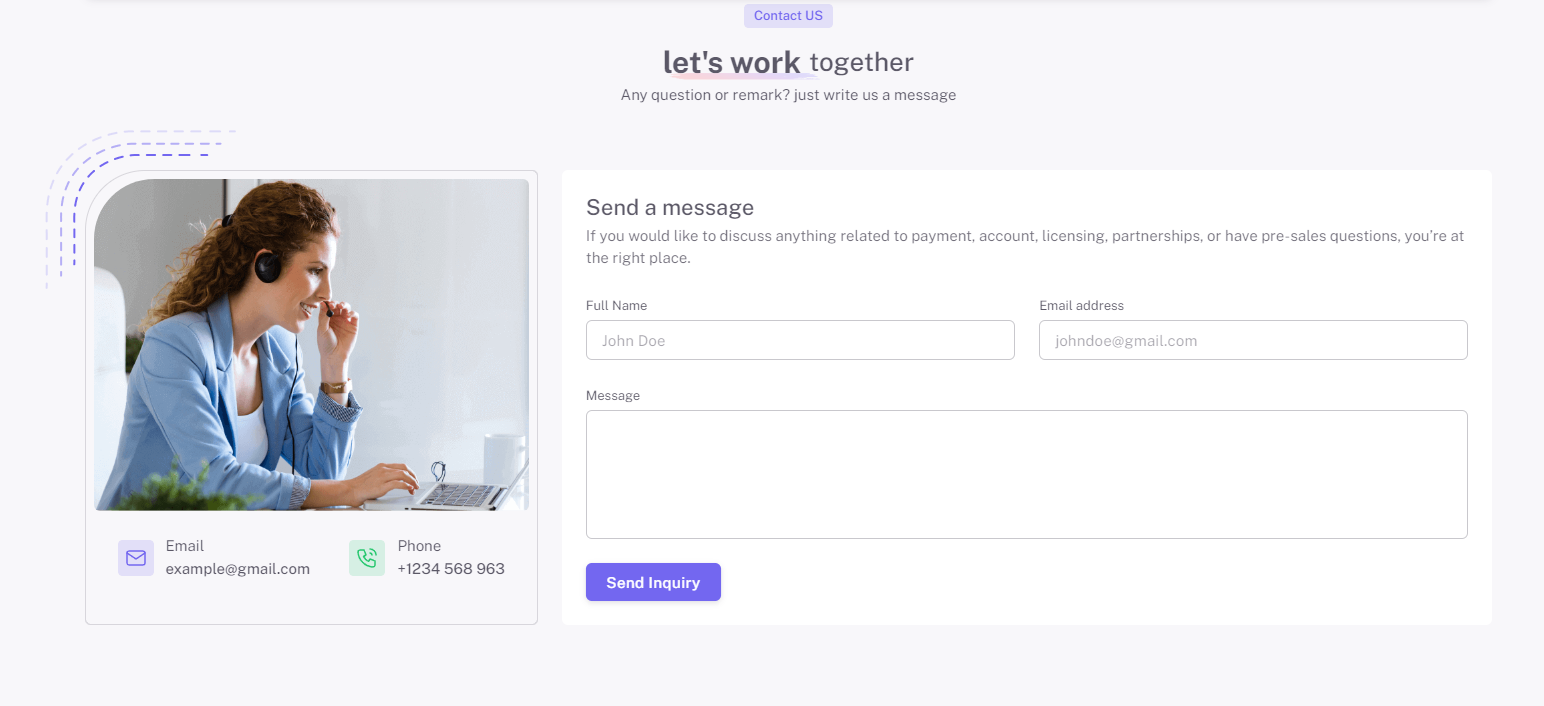 Contact US
let's work together
Any question or remark? just write us a message
Send a message
If you would like to discuss anything related to payment, account, licensing, partnerships, or have pre-sales questions, you’re at
the right place.
Full Name
Email address
John Doe
johndoe@gmail.com
Message
Send Inquiry
Email
example@gmail.com
Phone
+1234 568 963